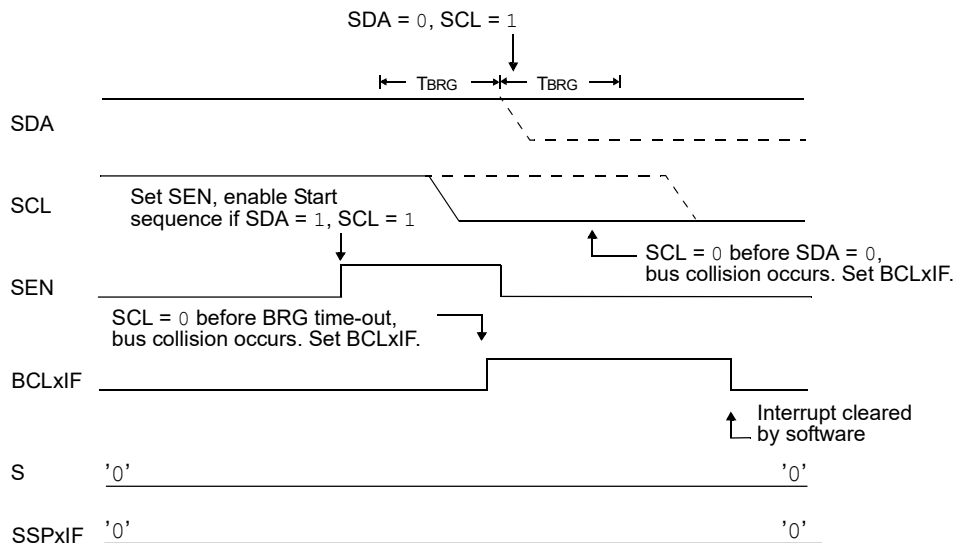 SDA = 0, SCL = 1
TBRG TBRG
SDA
SCL
Set SEN, enable Start
sequence if SDA = 1, SCL = 1
SCL = 0 before SDA = 0,
bus collision occurs. Set BCLxIF.
SEN
SCL = 0 before BRG time-out,
bus collision occurs. Set BCLxIF.
BCLxIF
Interrupt cleared
by software
S '0' '0'
SSPxIF '0' '0'